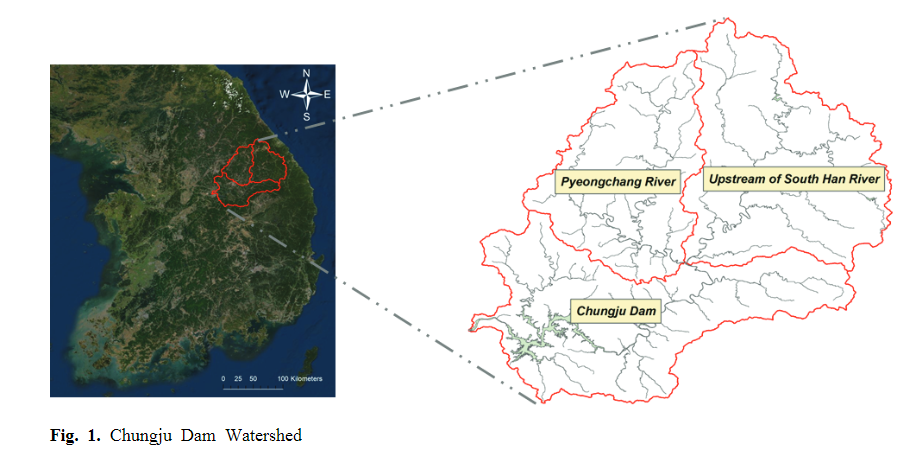 N
W E
S
Pyeongchang River
Upstream of South Han River
Chungju Dam
0 25 50 100 Kilometers
Fig. 1. Chungju Dam Watershed